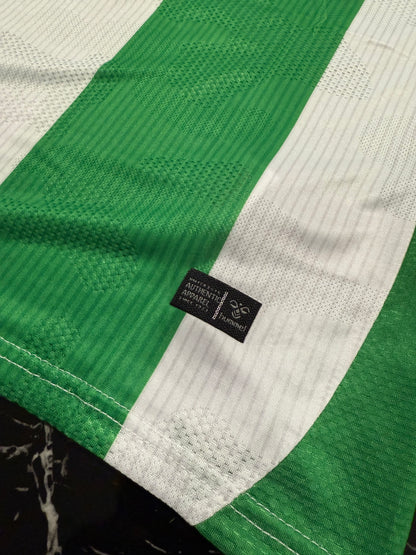 AUTHENTIC
APPAREL
SINCE 1923
hummel